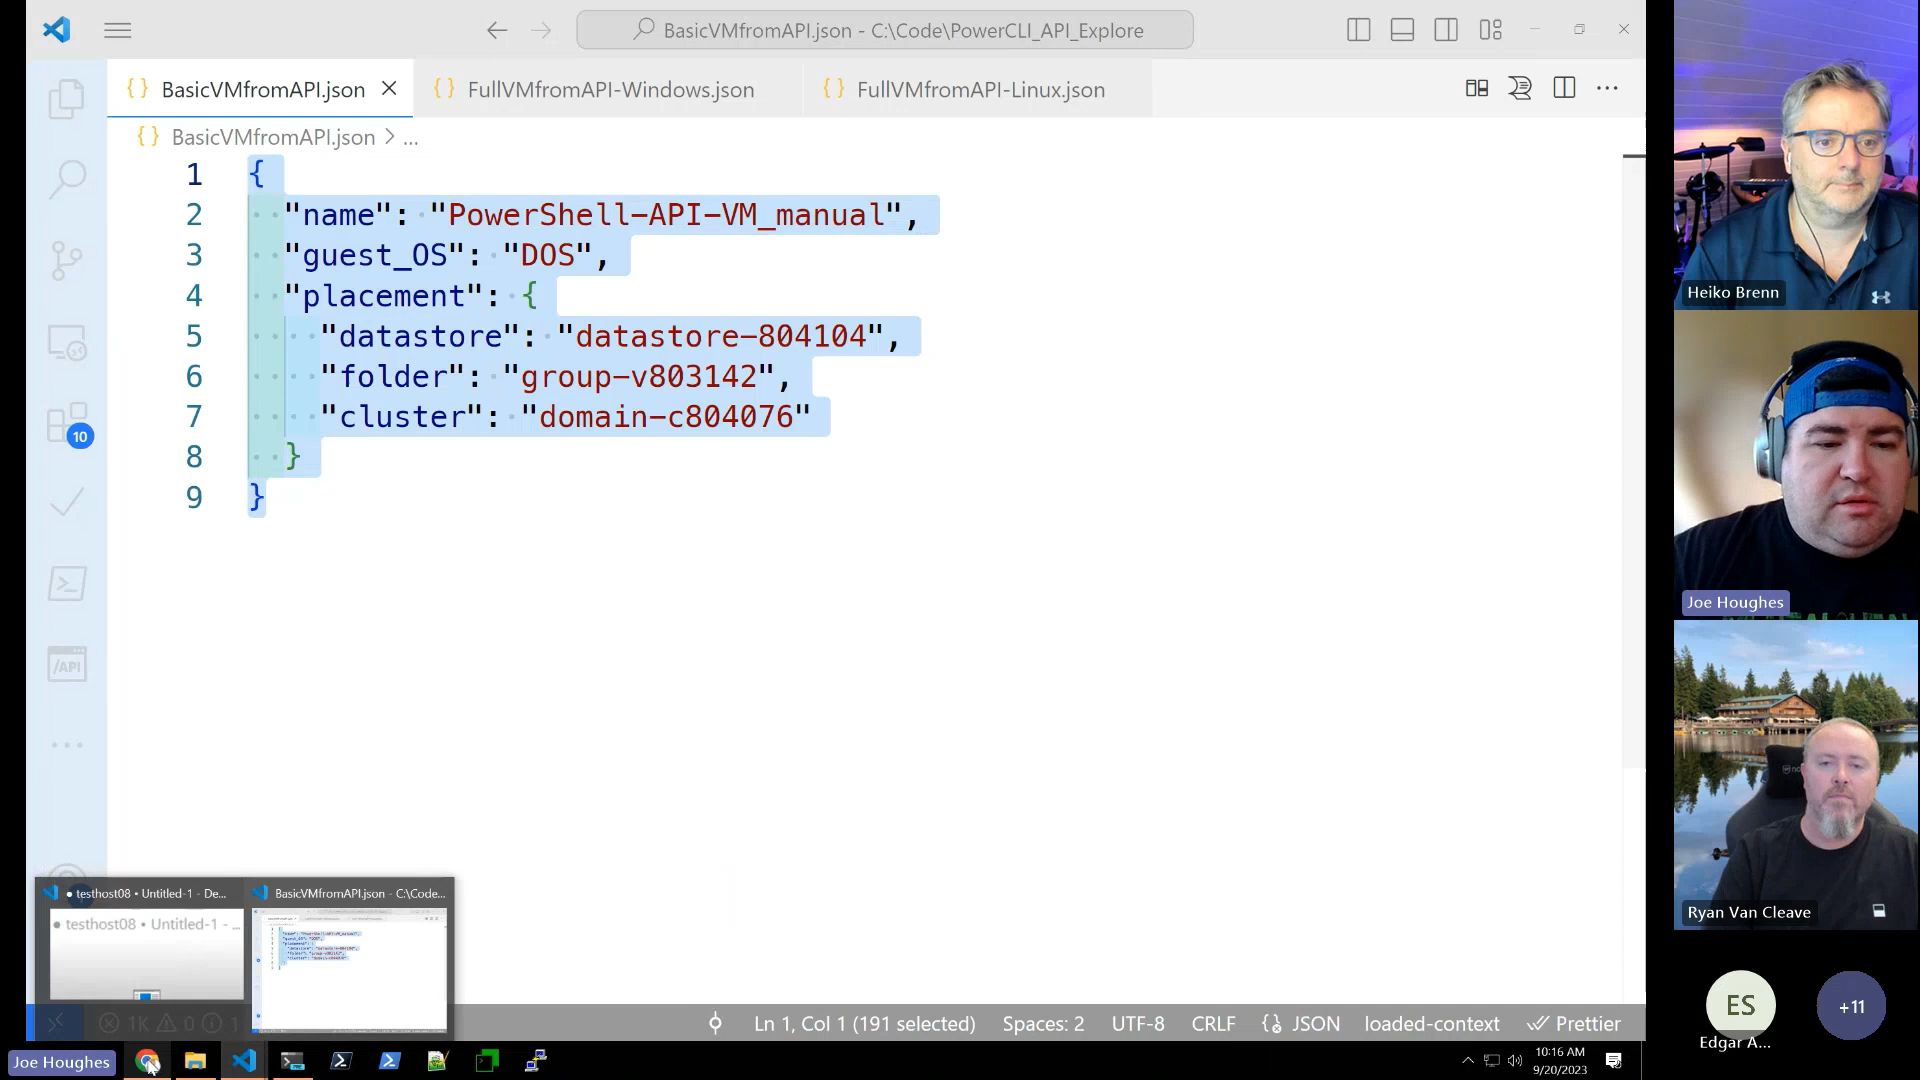 BasicVMfromAPI.json - C:\Code\PowerCLI_API_Explore
{} BasicVMfromAPI.json
{} FullVMfromAPI-Windows.json
{} FullVMfromAPI-Linux.json
{} BasicVMfromAPI.json > ...
1 {
2 "name": "PowerShell-API-VM_manual",
3 "guest_OS": "DOS",
4 "placement": {
5 "datastore": "datastore-804104",
6 "folder": "group-v803142",
7 "cluster": "domain-c804076"
8 }
9 }
10
/API
testhost08 • Untitled-1 - De...
BasicVMfromAPI.json - C:\Code...
testhost08 • Untitled-1 - ...
1K 0 1
Ln 1, Col 1 (191 selected)
Spaces: 2
UTF-8
CRLF
{} JSON
loaded-context
Prettier
Joe Houghes
10:16 AM
9/20/2023
Heiko Brenn
Joe Houghes
Ryan Van Cleave
ES
Edgar A...
+11